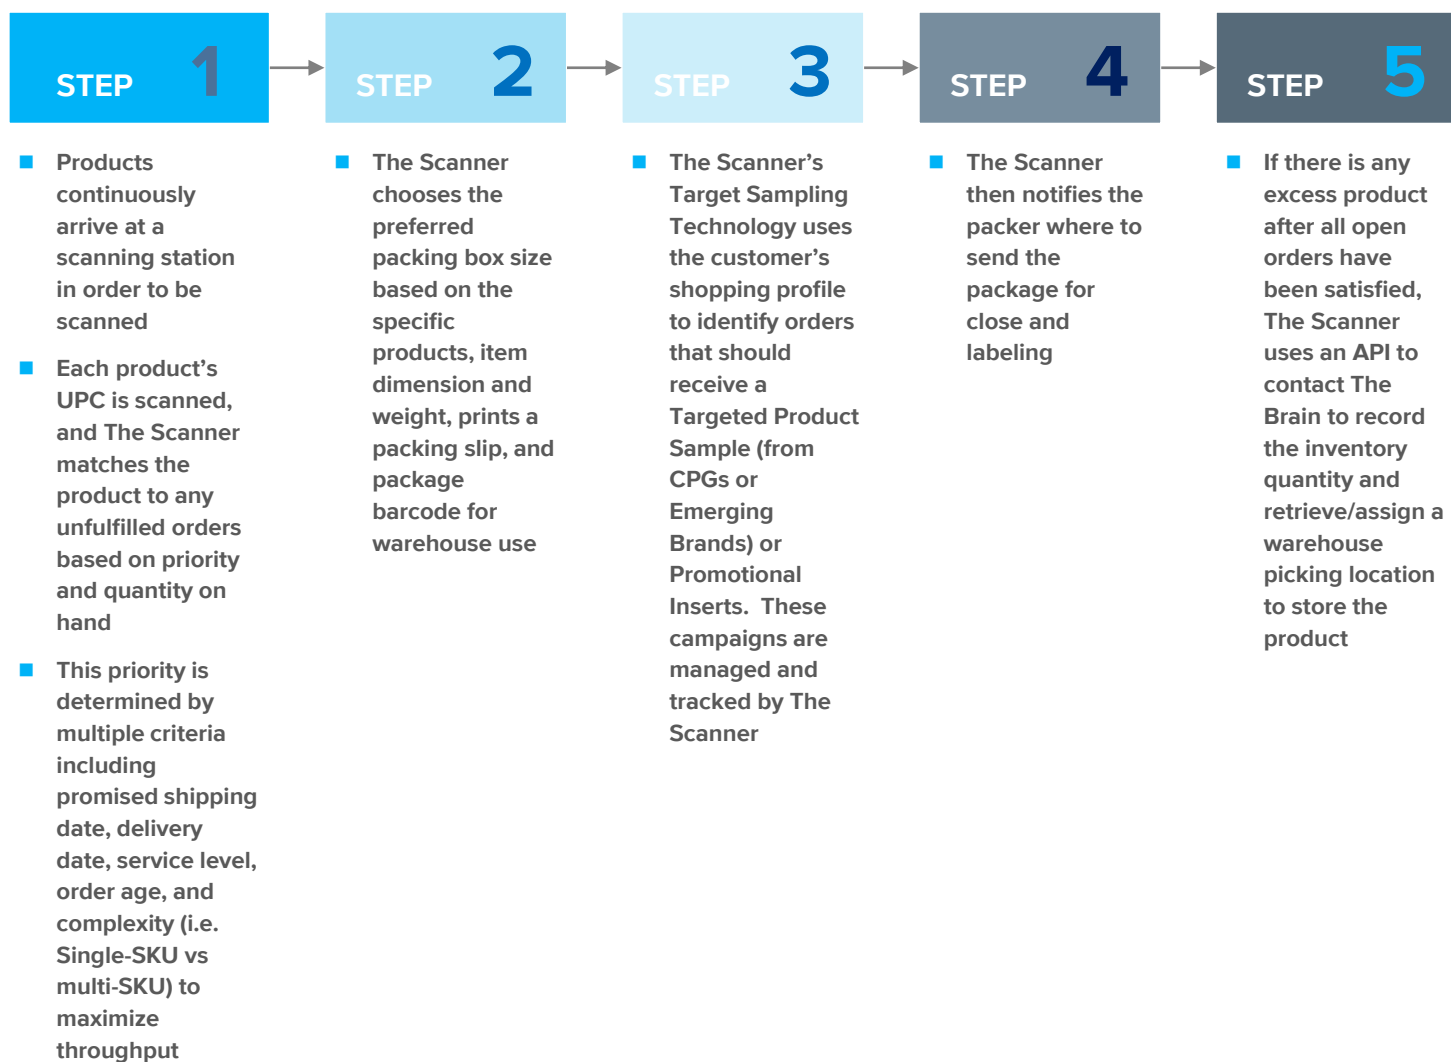 STEP 1
Products
continuously
arrive at a
scanning station
in order to be
scanned
Each product’s
UPC is scanned,
and The Scanner
matches the
product to any
unfulfilled orders
based on priority
and quantity on
hand
This priority is
determined by
multiple criteria
including
promised shipping
date, delivery
date, service level,
order age, and
complexity (i.e.
Single-SKU vs
multi-SKU) to
maximize
throughput
STEP 2
The Scanner
chooses the
preferred
packing box size
based on the
specific
products, item
dimension and
weight, prints a
packing slip, and
package
barcode for
warehouse use
STEP 3
The Scanner’s
Target Sampling
Technology uses
the customer’s
shopping profile
to identify orders
that should
receive a
Targeted Product
Sample (from
CPGs or
Emerging
Brands) or
Promotional
Inserts.  These
campaigns are
managed and
tracked by The
Scanner
STEP 4
The Scanner
then notifies the
packer where to
send the
package for
close and
labeling
STEP 5
If there is any
excess product
after all open
orders have
been satisfied,
The Scanner
uses an API to
contact The
Brain to record
the inventory
quantity and
retrieve/assign a
warehouse
picking location
to store the
product